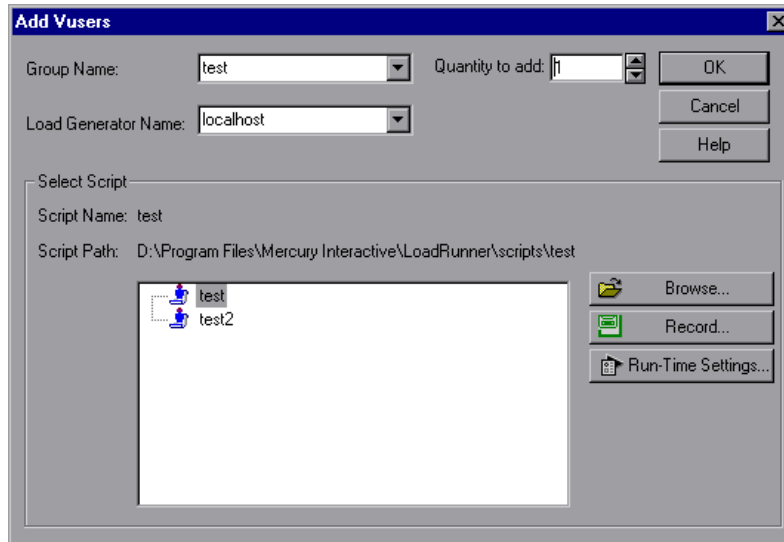 Add Vusers
Group Name: test Quantity to add: 1 OK
Load Generator Name: localhost Cancel
Help
Select Script
Script Name: test
Script Path: D:\Program Files\Mercury Interactive\LoadRunner\scripts\test
test Browse...
test2 Record...
Run-Time Settings...